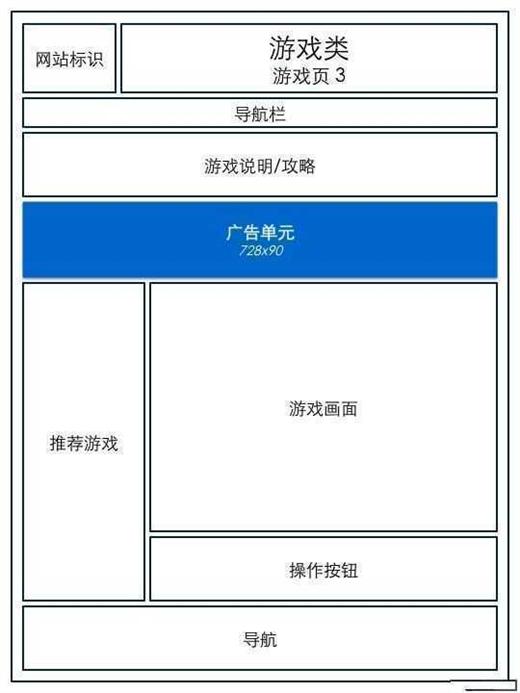 网站标识
游戏类
游戏页 3
导航栏
游戏说明/攻略
广告单元
728x90
推荐游戏
游戏画面
操作按钮
导航